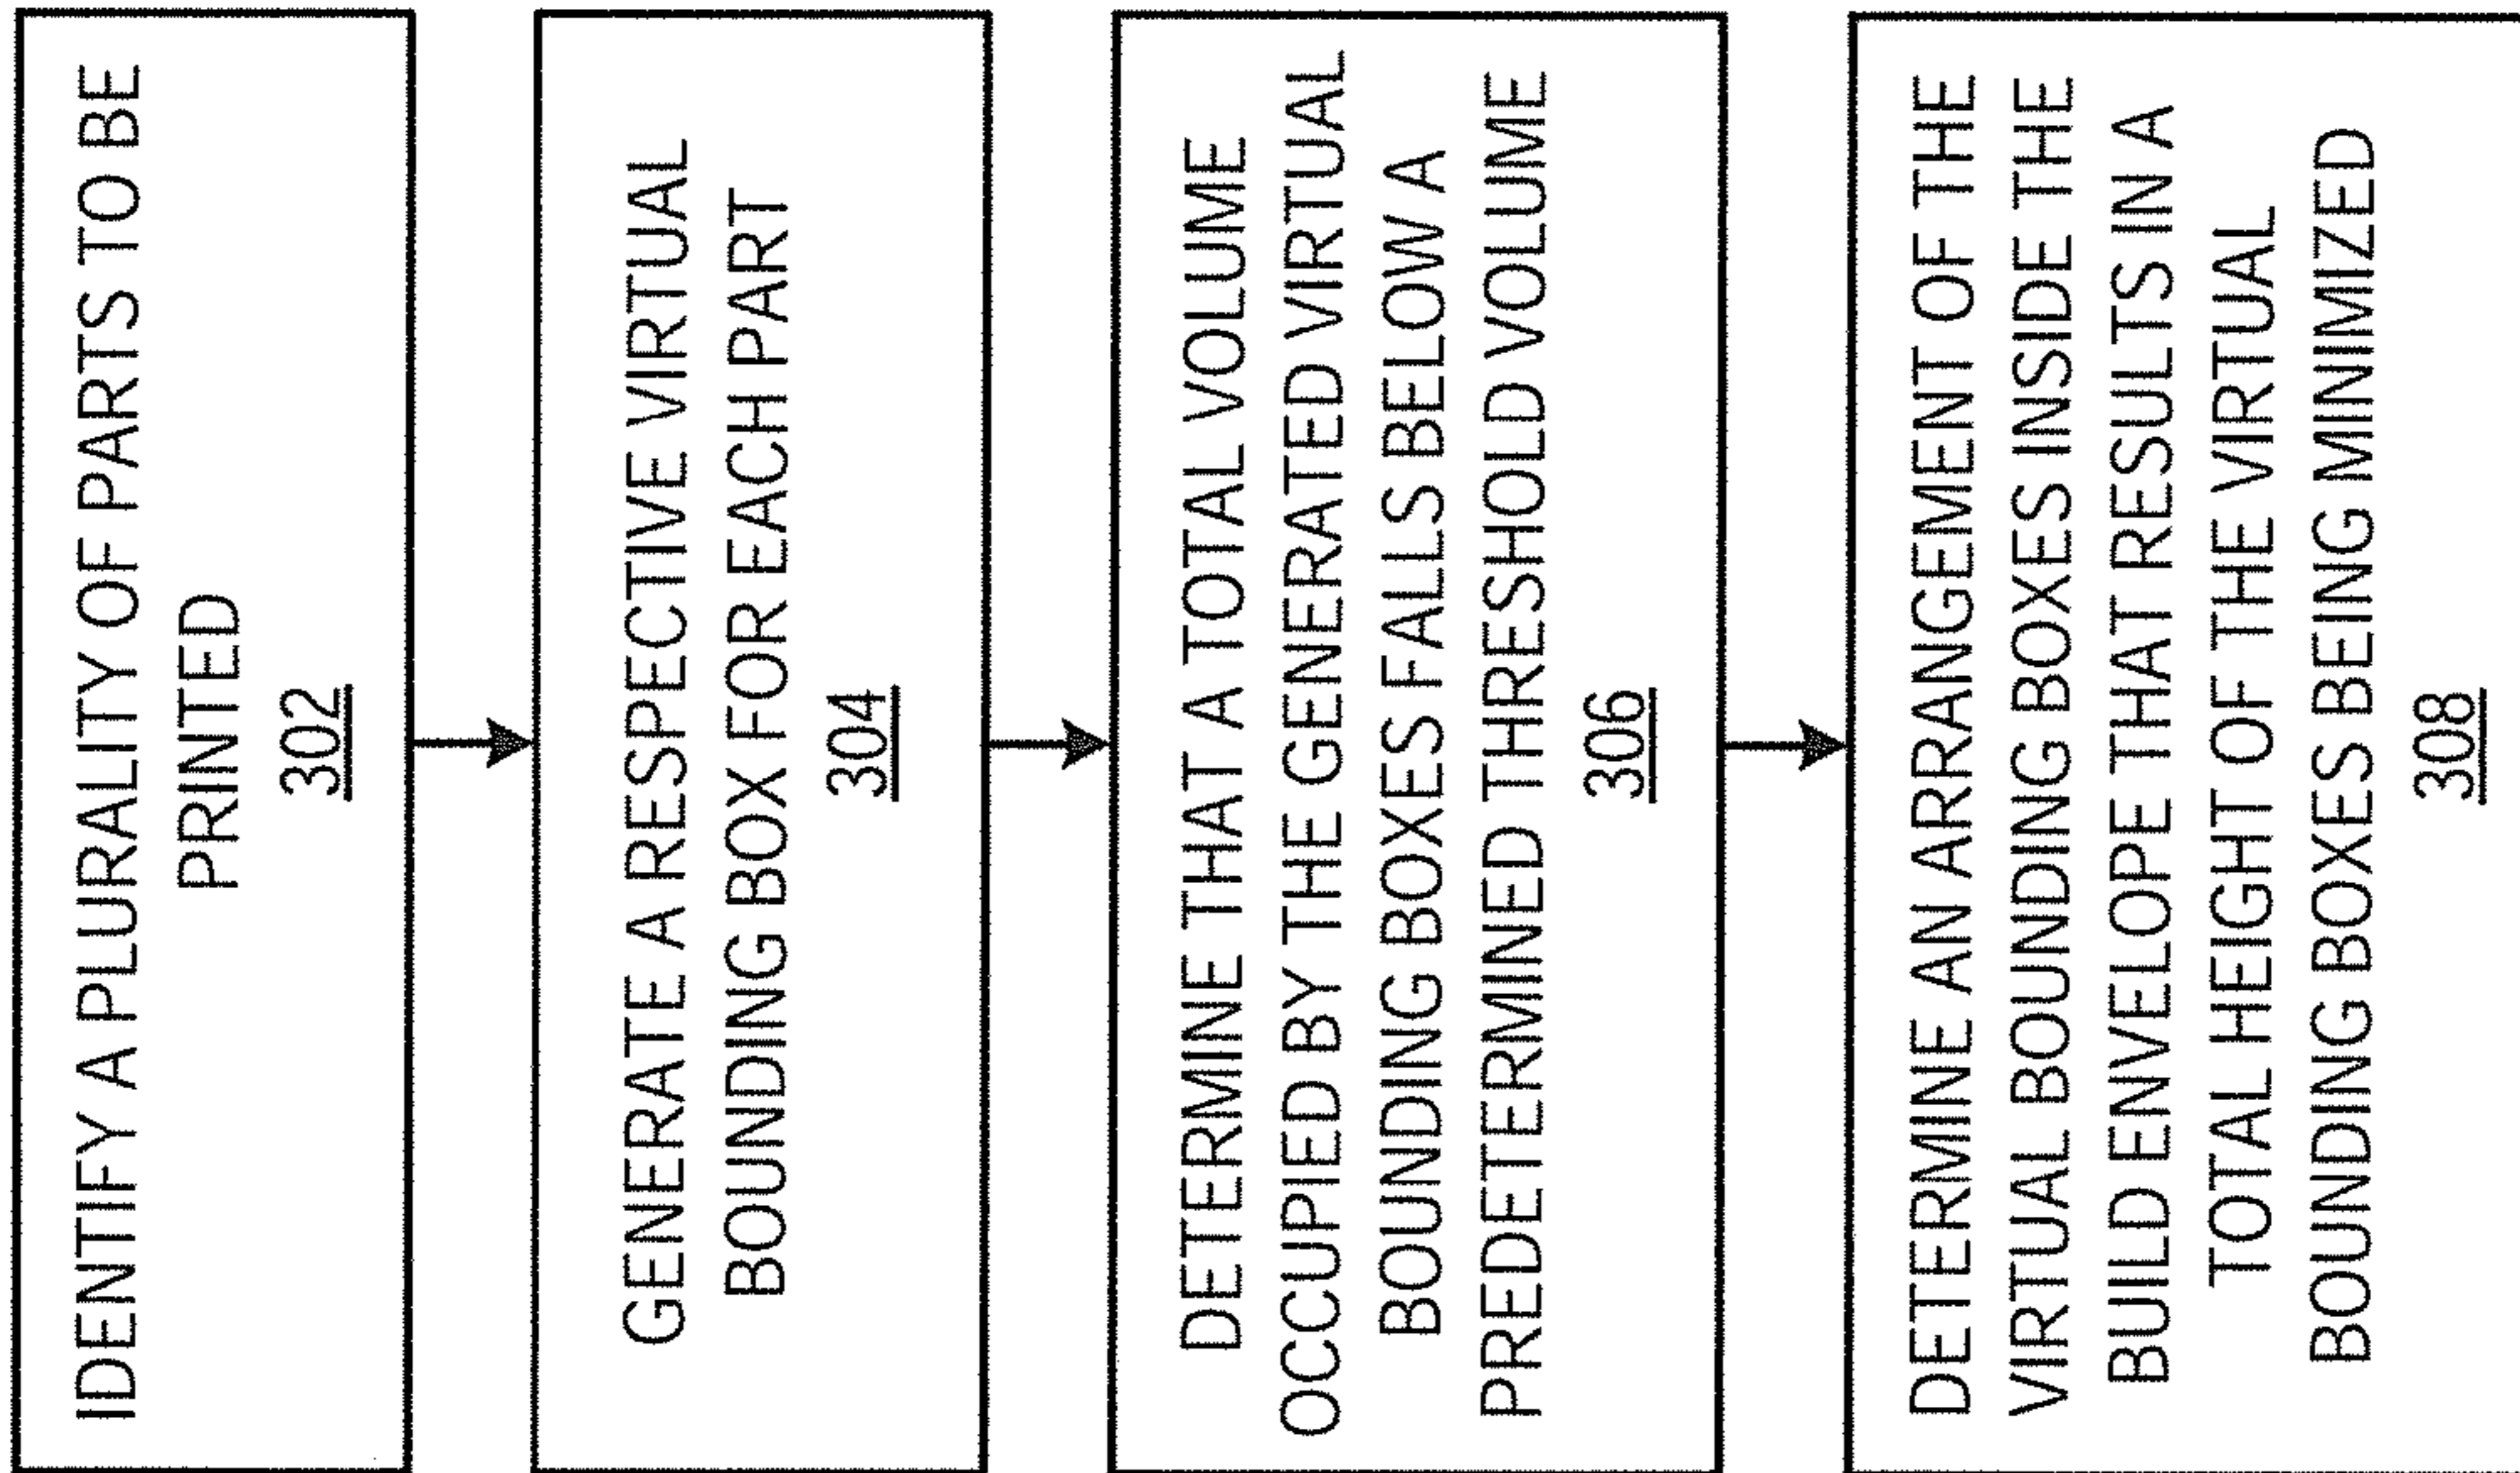 IDENTIFY A PLURALITY OF PARTS TO BE
PRINTED
302
GENERATE A RESPECTIVE VIRTUAL
BOUNDING BOX FOR EACH PART
304
DETERMINE THAT A TOTAL VOLUME
OCCUPIED BY THE GENERATED VIRTUAL
BOUNDING BOXES FALLS BELOW A
PREDETERMINED THRESHOLD VOLUME
306
DETERMINE AN ARRANGEMENT OF THE
VIRTUAL BOUNDING BOXES INSIDE THE
BUILD ENVELOPE THAT RESULTS IN A
TOTAL HEIGHT OF THE VIRTUAL
BOUNDING BOXES BEING MINIMIZED
308